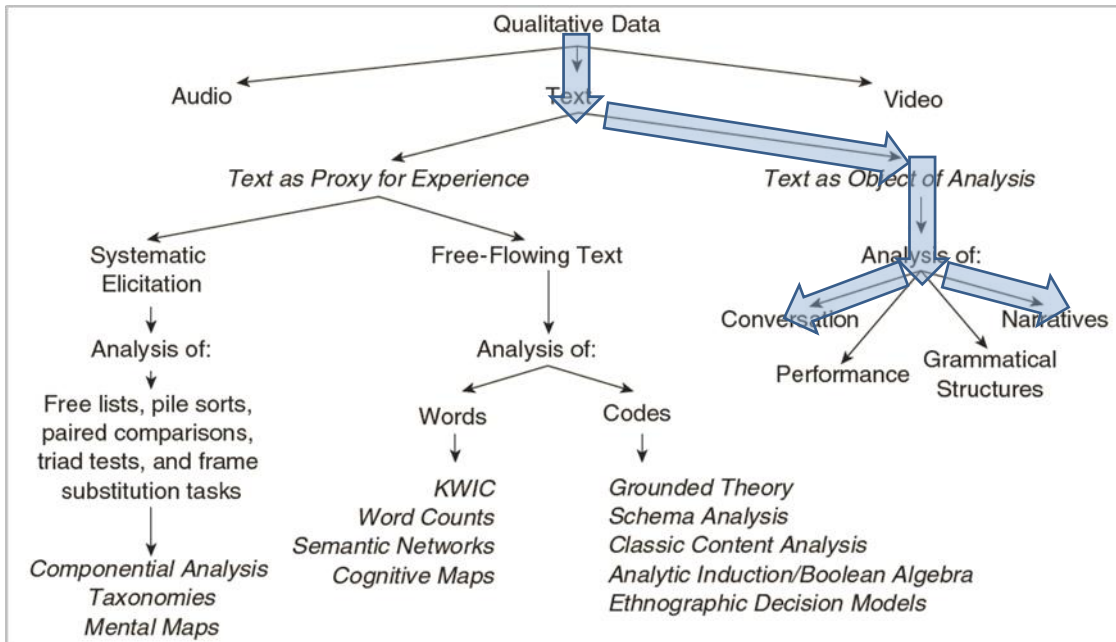 Qualitative Data
Audio
Text
Video
Text as Proxy for Experience
Text as Object of Analysis
Systematic
Elicitation
Free-Flowing Text
Analysis of:
Analysis of:
Analysis of:
Conversation
Narratives
Performance
Grammatical
Structures
Free lists, pile sorts,
paired comparisons,
triad tests, and frame
substitution tasks
Words
Codes
KWIC
Word Counts
Semantic Networks
Cognitive Maps
Grounded Theory
Schema Analysis
Classic Content Analysis
Analytic Induction/Boolean Algebra
Ethnographic Decision Models
Componential Analysis
Taxonomies
Mental Maps